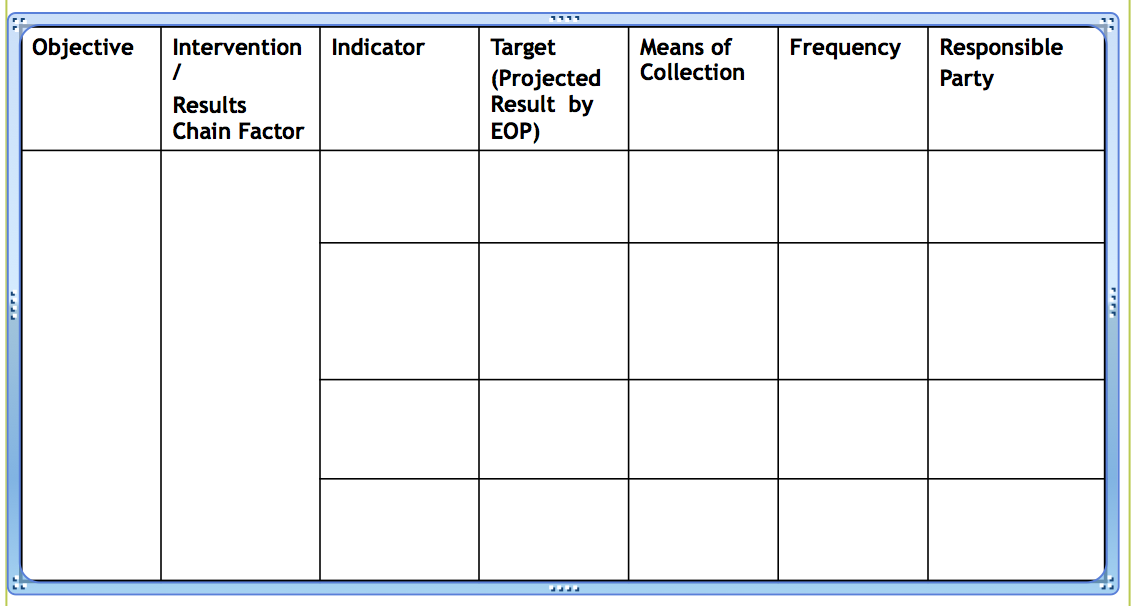 Objective
Intervention
/
Results
Chain Factor
Indicator
Target
(Projected
Result by
EOP)
Means of
Collection
Frequency
Responsible
Party